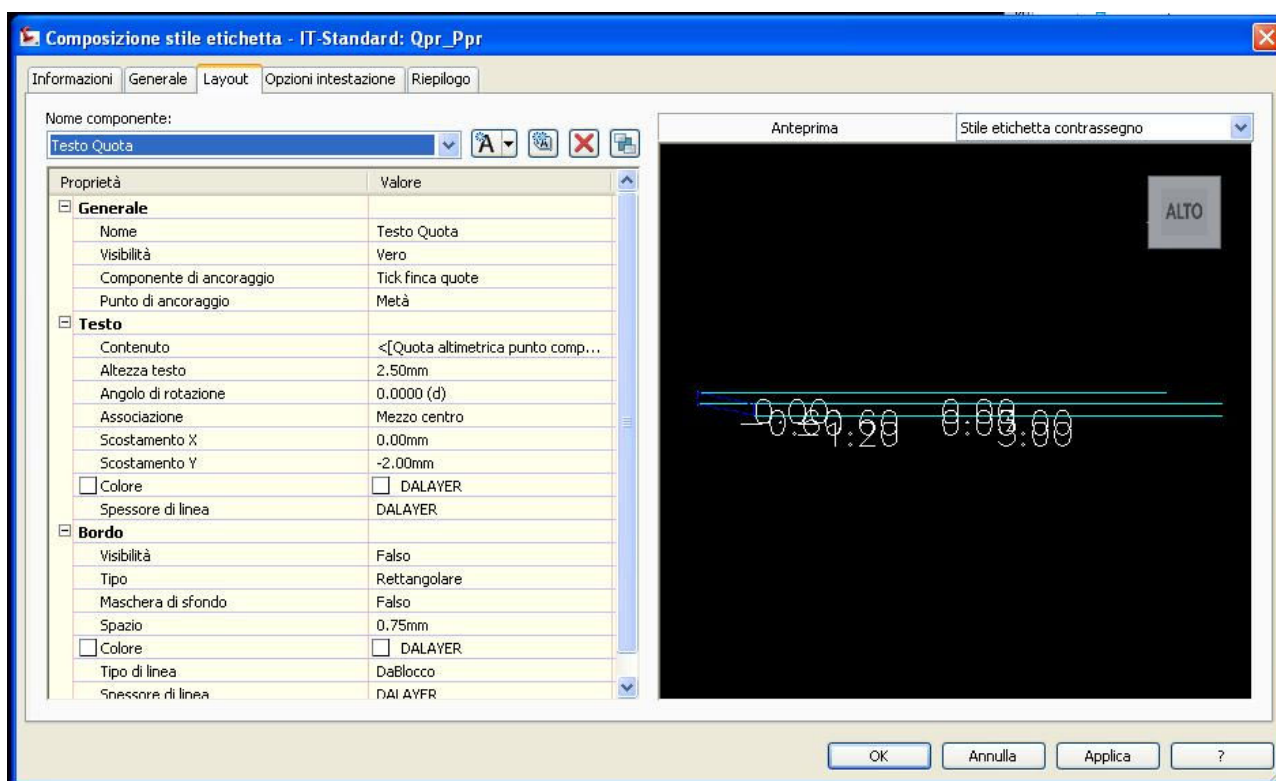 Composizione stile etichetta - IT-Standard: Qpr_Ppr
Informazioni Generale Layout Opzioni intestazione Riepilogo
Nome componente:
Testo Quota
Anteprima Stile etichetta contrassegno
Proprietà Valore
Generale
Nome Testo Quota
Visibilità Vero
Componente di ancoraggio Tick finca quote
Punto di ancoraggio Metà
Testo
Contenuto <[Quota altimetrica punto comp...
Altezza testo 2.50mm
Angolo di rotazione 0.0000 (d)
Associazione Mezzo centro
Scostamento X 0.00mm
Scostamento Y -2.00mm
Colore DALAYER
Spessore di linea DALAYER
Bordo
Visibilità Falso
Tipo Rettangolare
Maschera di sfondo Falso
Spazio 0.75mm
Colore DALAYER
Tipo di linea DaBlocco
Spessore di linea DALAYER
ALTO
OK Annulla Applica ?